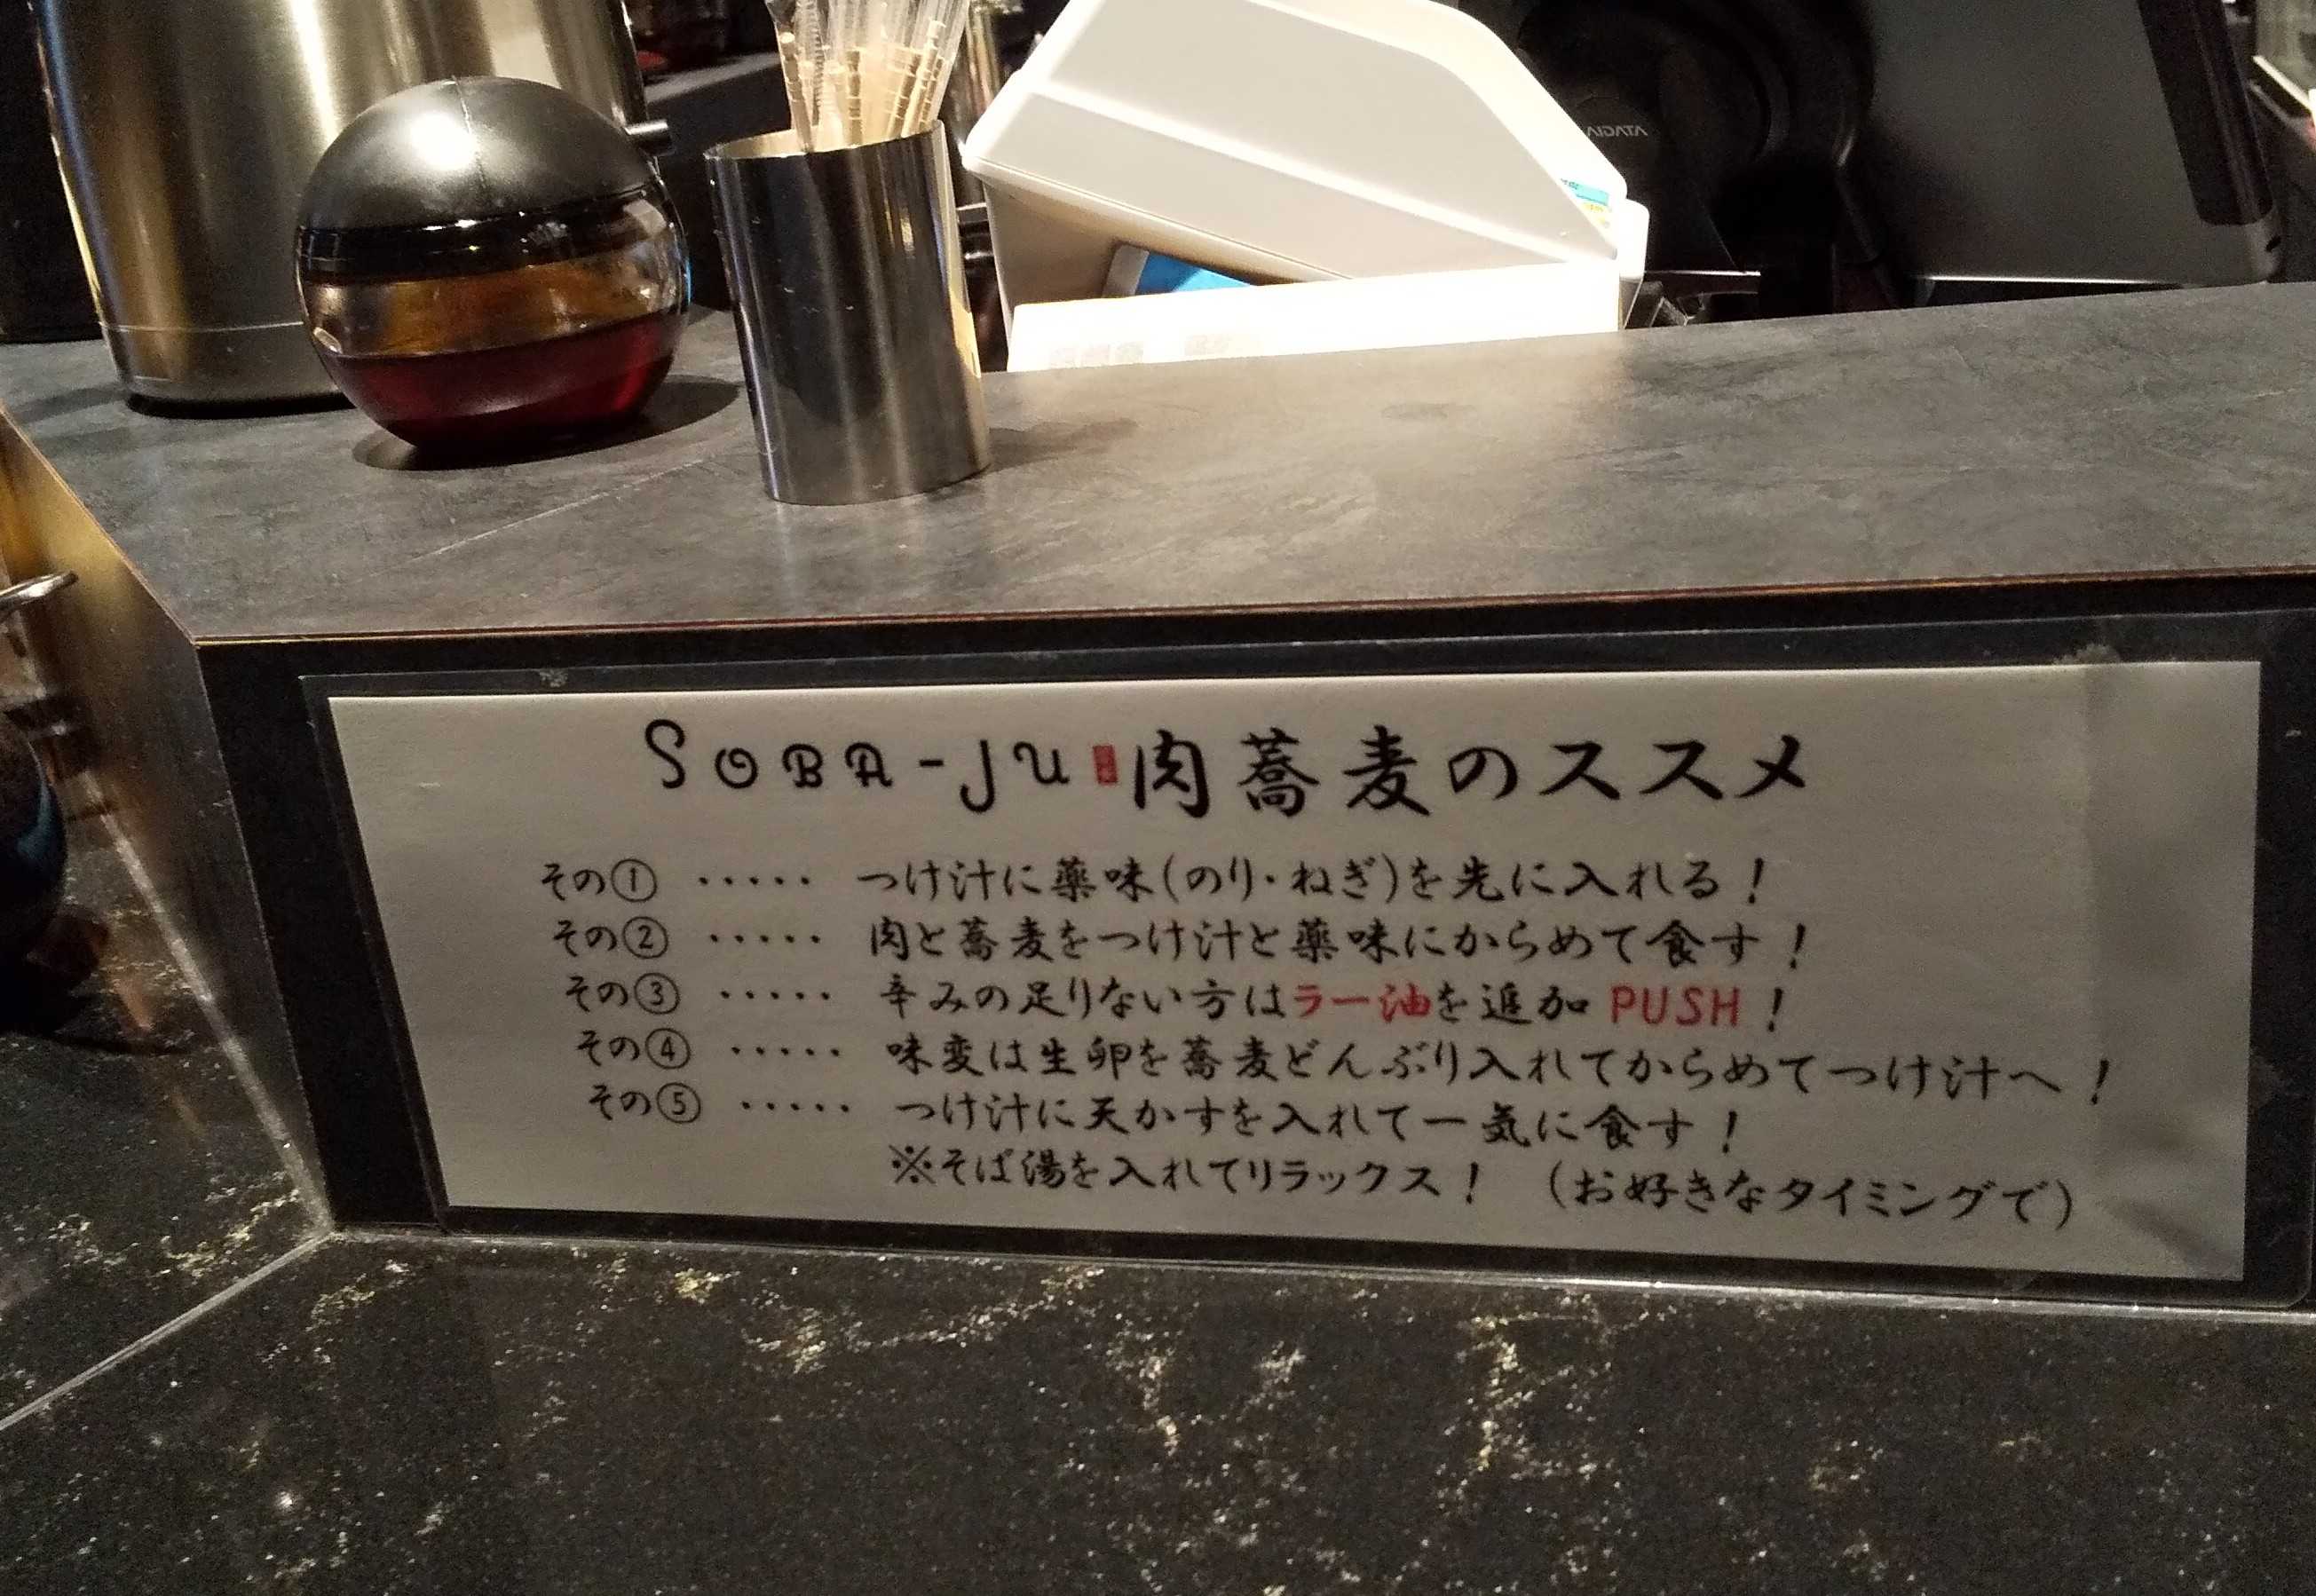 SOBA-JU 肉蕎麦のススメ
その① ····· つけ汁に薬味(のり・ねぎ)を先に入れる!
その② ····· 肉と蕎麦をつけ汁と薬味にからめて食す!
その③ ····· 辛みの足りない方はラー油を追加 PUSH!
その④ ····· 味変は生卵を蕎麦どんぶり入れてからめてつけ汁へ!
その⑤ ····· つけ汁に天かすを入れて一気に食す!
※そば湯を入れてリラックス! (お好きなタイミングで)